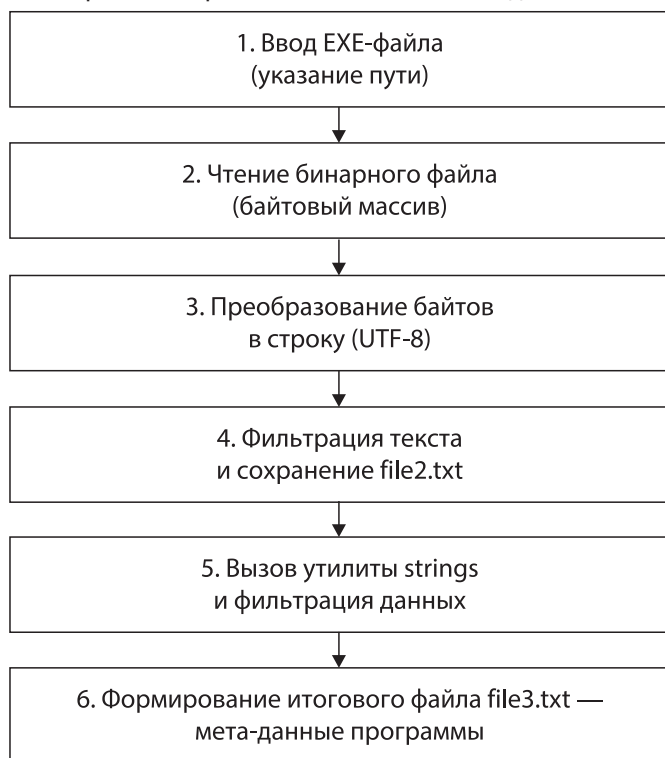 1. Ввод EXE-файла
(указание пути)
2. Чтение бинарного файла
(байтовый массив)
3. Преобразование байтов
в строку (UTF-8)
4. Фильтрация текста
и сохранение file2.txt
5. Вызов утилиты strings
и фильтрация данных
6. Формирование итогового файла file3.txt —
мета-данные программы